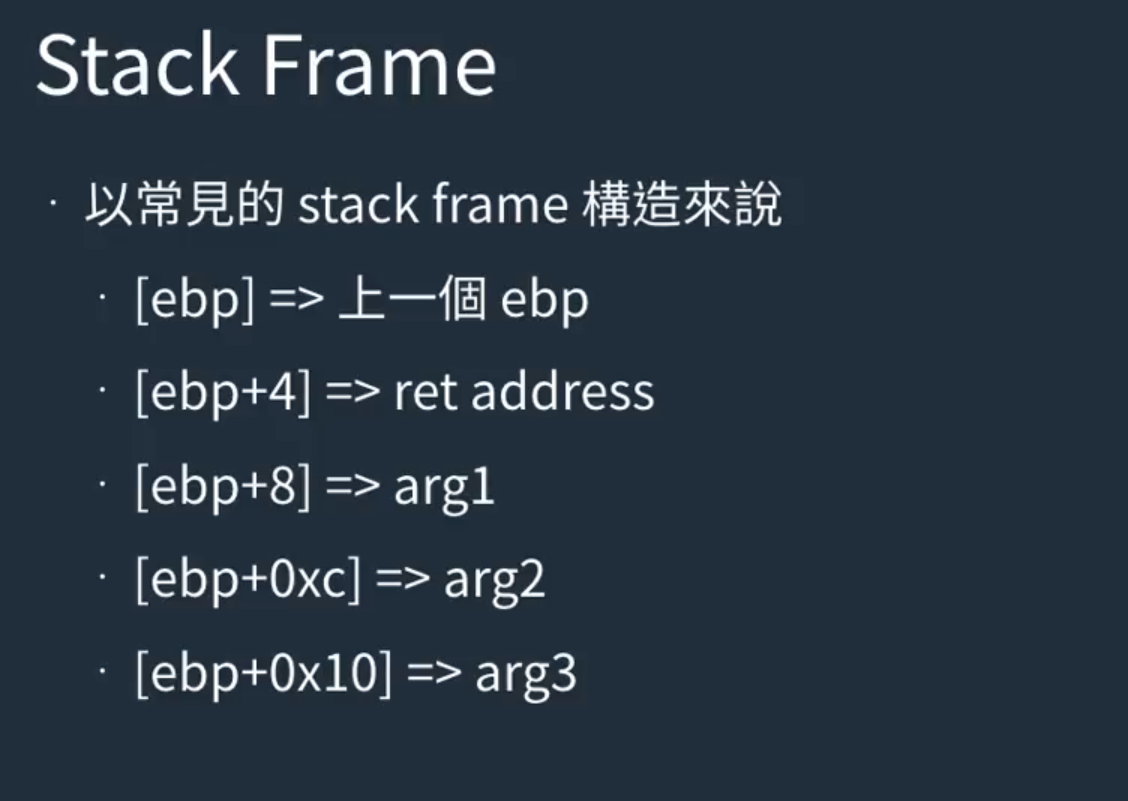 Stack Frame
· 以常見的 stack frame 構造來說
· [ebp] => 上一個 ebp
· [ebp+4] => ret address
· [ebp+8] => arg1
· [ebp+0xc] => arg2
· [ebp+0x10] => arg3